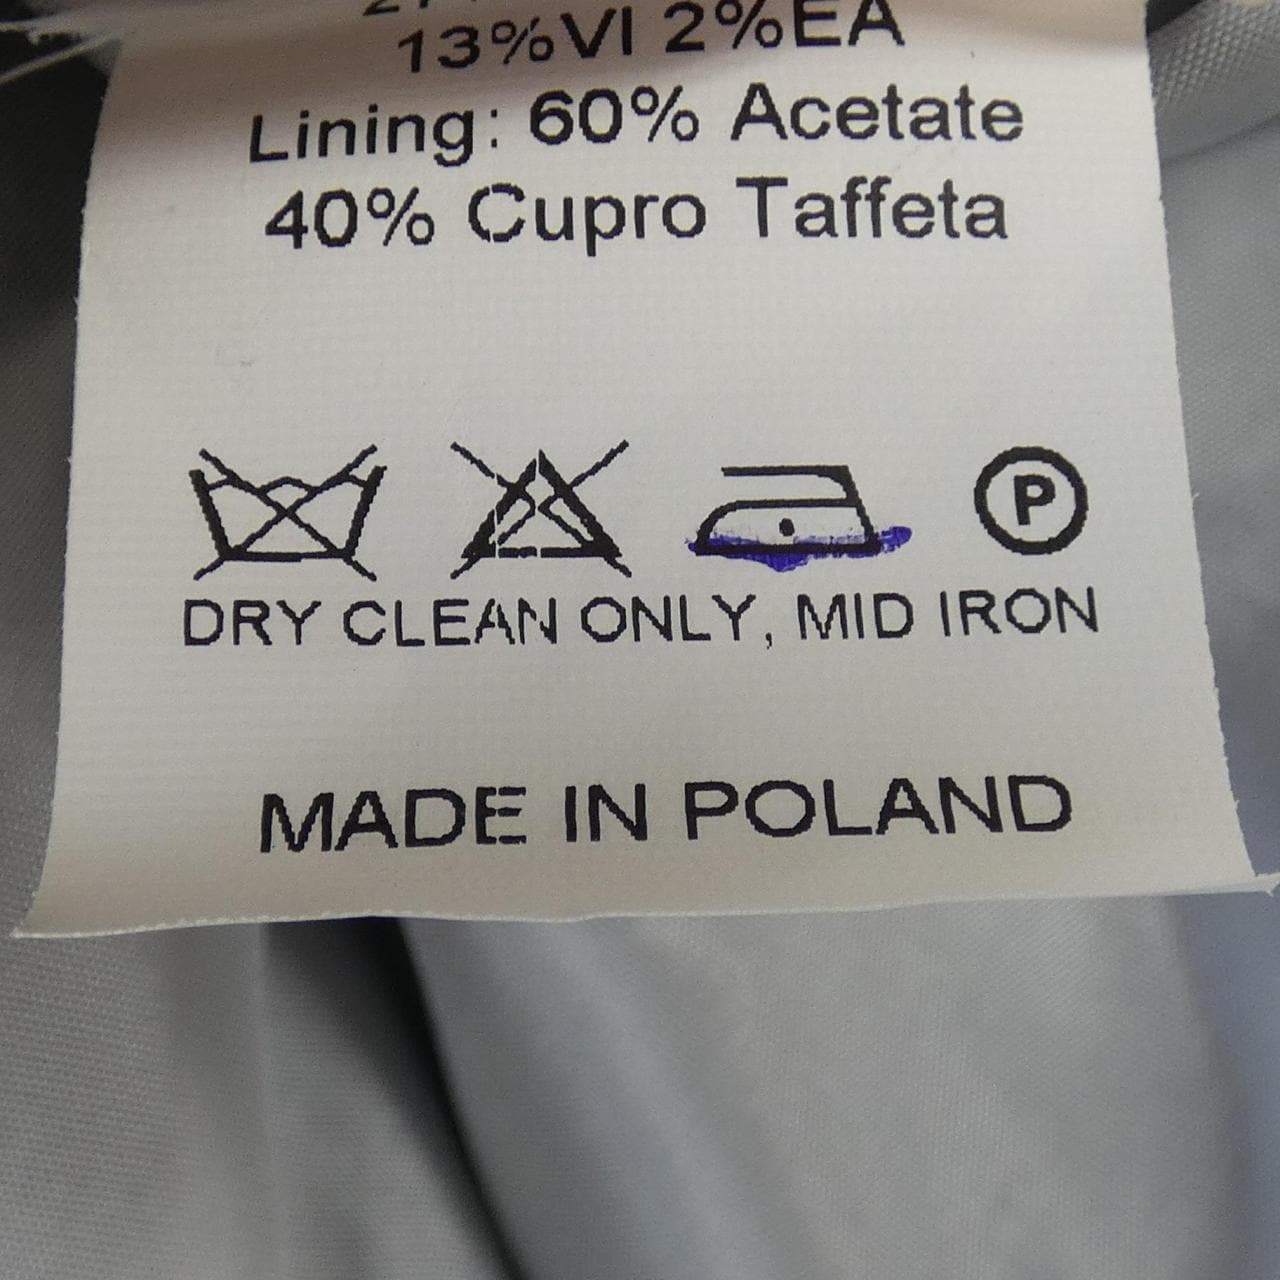 13%VI 2%EA
Lining: 60% Acetate
40% Cupro Taffeta
P
DRY CLEAN ONLY, MID IRON
MADE IN POLAND